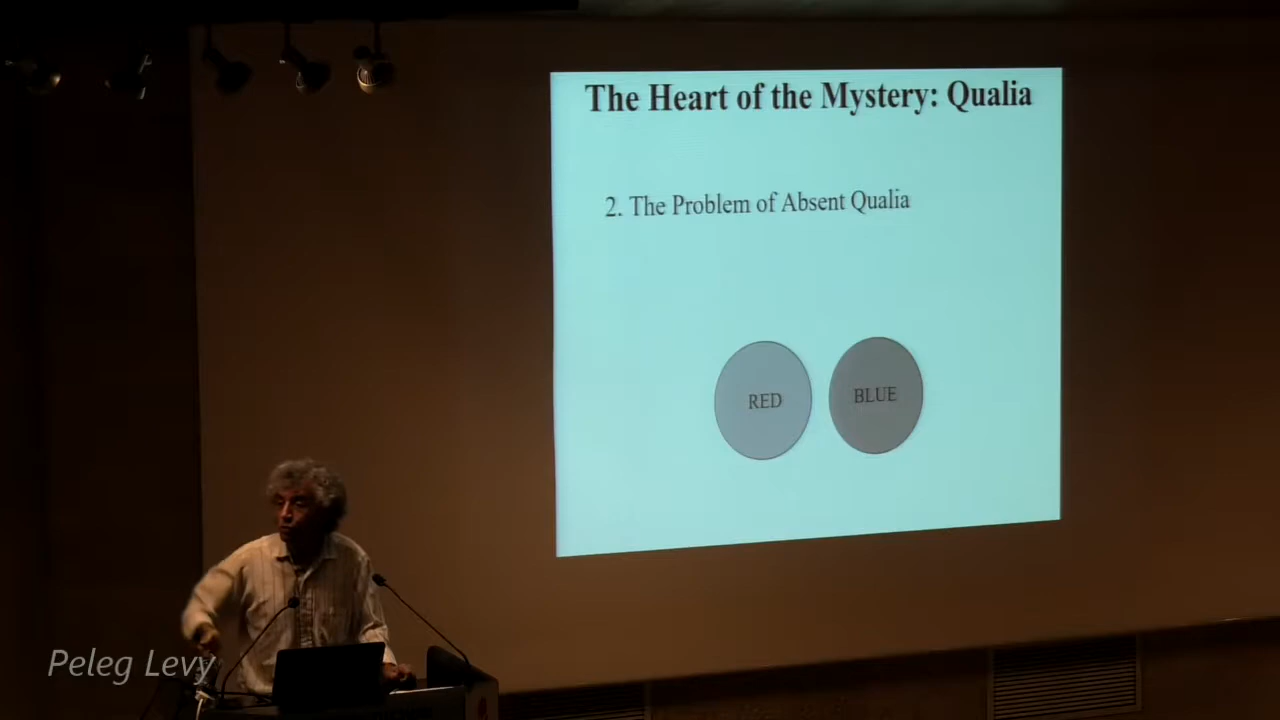 The Heart of the Mystery: Qualia
2. The Problem of Absent Qualia
RED
BLUE
Peleg Levy